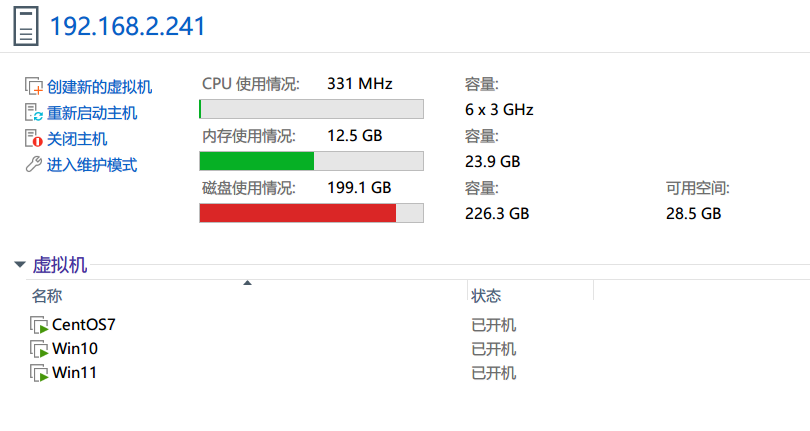 192.168.2.241
创建新的虚拟机
重新启动主机
关闭主机
进入维护模式
CPU 使用情况: 331 MHz 容量:
6 x 3 GHz
内存使用情况: 12.5 GB 容量:
23.9 GB
磁盘使用情况: 199.1 GB 容量: 可用空间:
226.3 GB 28.5 GB
虚拟机
名称 状态
CentOS7 已开机
Win10 已开机
Win11 已开机